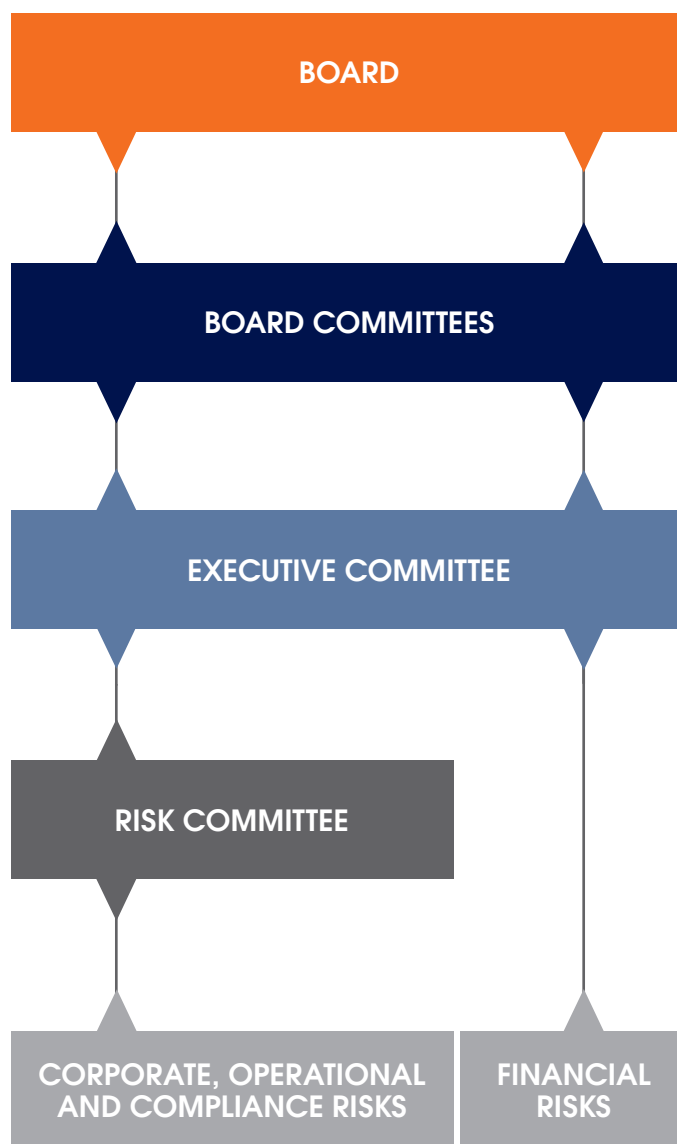 BOARD
BOARD COMMITTEES
EXECUTIVE COMMITTEE
RISK COMMITTEE
CORPORATE, OPERATIONAL
AND COMPLIANCE RISKS
FINANCIAL
RISKS